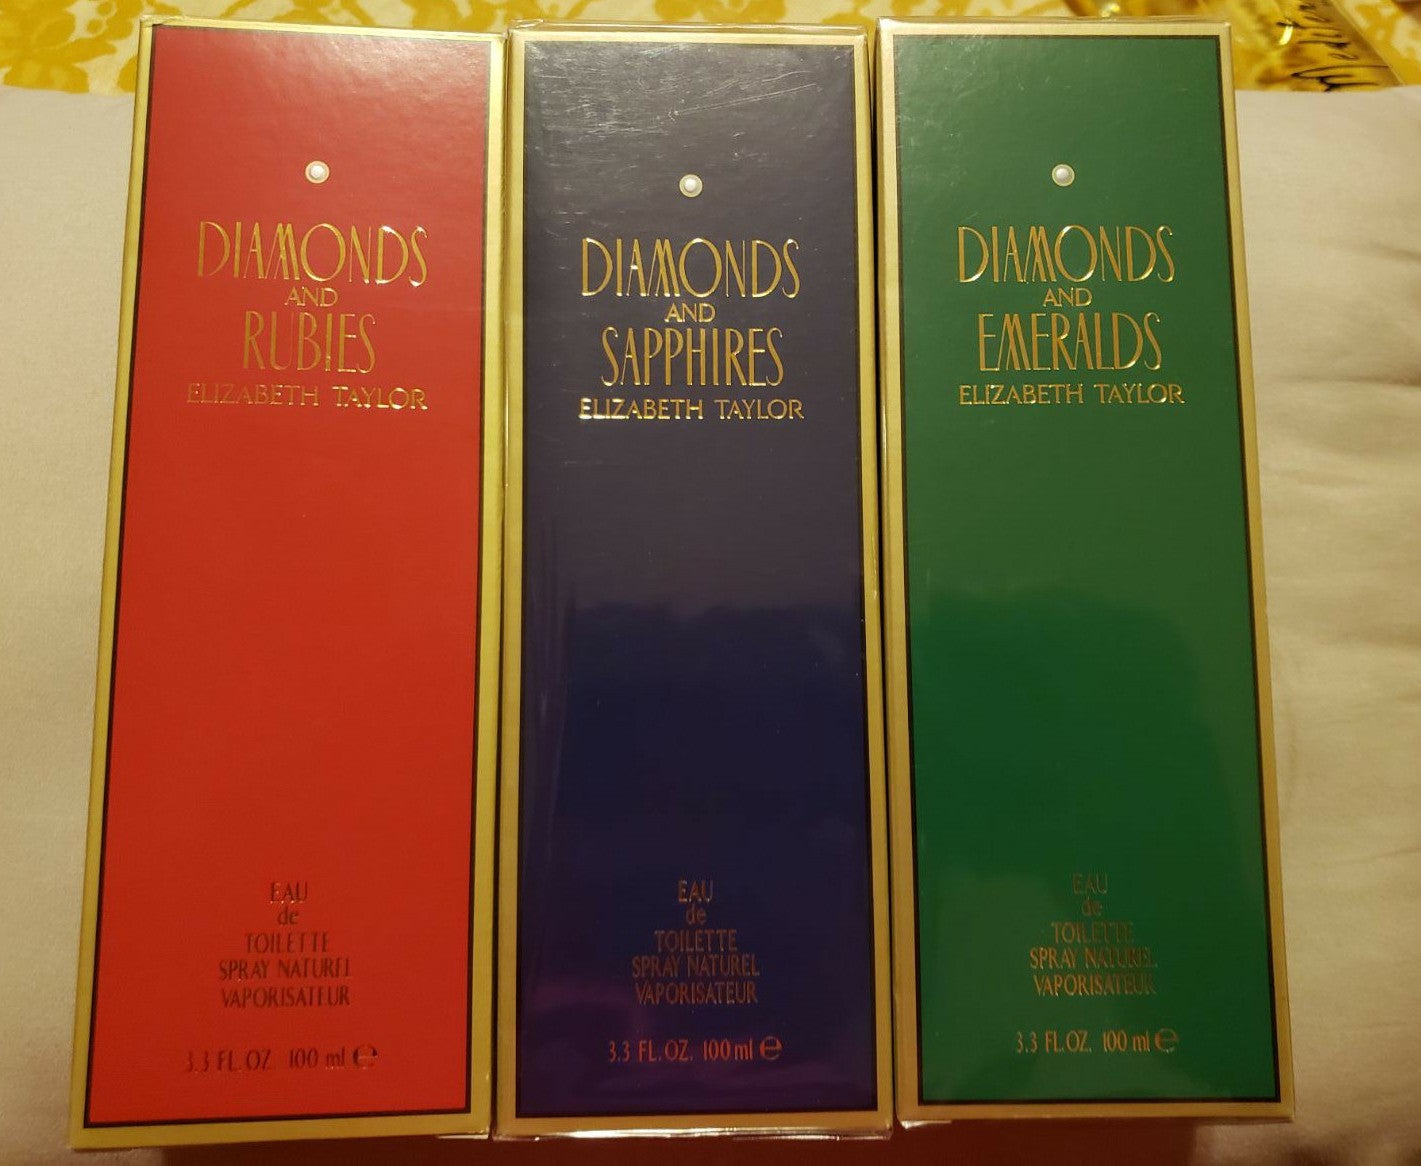 DIAMONDS
AND
RUBIES
ELIZABETH TAYLOR
EAU
de
TOILETTE
SPRAY NATUREL
VAPORISATEUR
3.3 FL.OZ. 100 ml ℮
DIAMONDS
AND
SAPPHIRES
ELIZABETH TAYLOR
EAU
de
TOILETTE
SPRAY NATUREL
VAPORISATEUR
3.3 FL.OZ. 100 ml ℮
DIAMONDS
AND
EMERALDS
ELIZABETH TAYLOR
EAU
de
TOILETTE
SPRAY NATUREL
VAPORISATEUR
3.3 FL.OZ. 100 ml ℮